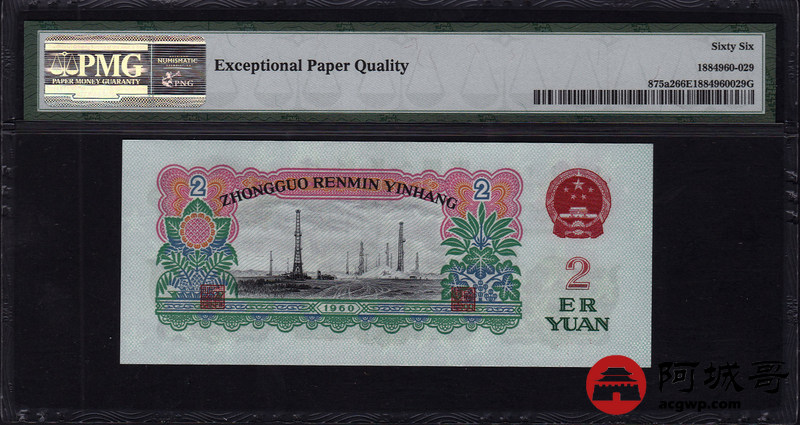 PMG
PAPER MONEY GUARANTY
NUMISMATIC
PNG
Exceptional Paper Quality
Sixty Six
1884960-029
875a266E1884960029G
2
2
ZHONGGUO RENMIN YINHANG
1960
2
ER
YUAN
阿城哥
acgwp.com